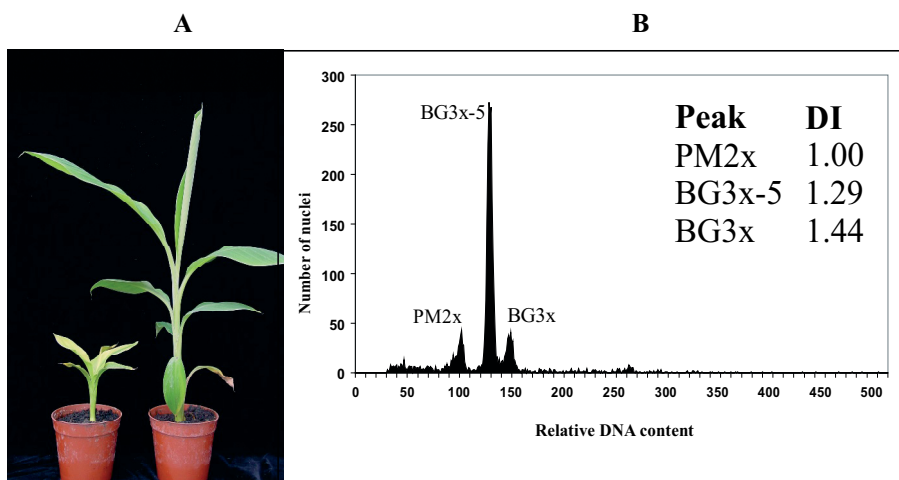 A
B
Number of nuclei
300
250
200
150
100
50
0
BG3x-5
PM2x
BG3x
Peak DI
PM2x 1.00
BG3x-5 1.29
BG3x 1.44
0 50 100 150 200 250 300 350 400 450 500
Relative DNA content